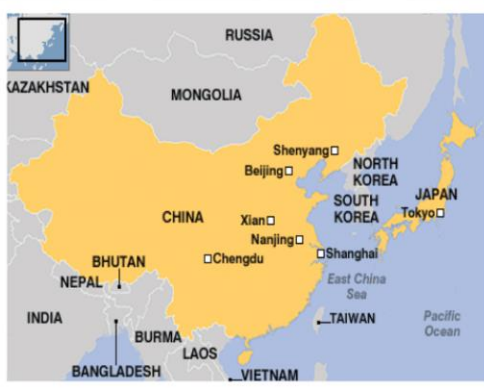 RUSSIA
KAZAKHSTAN
MONGOLIA
Shenyang
Beijing
NORTH
KOREA
SOUTH
KOREA
JAPAN
Tokyo
CHINA
Xian
Nanjing
Shanghai
Chengdu
BHUTAN
NEPAL
East China
Sea
INDIA
TAIWAN
Pacific
Ocean
BURMA
LAOS
BANGLADESH
VIETNAM